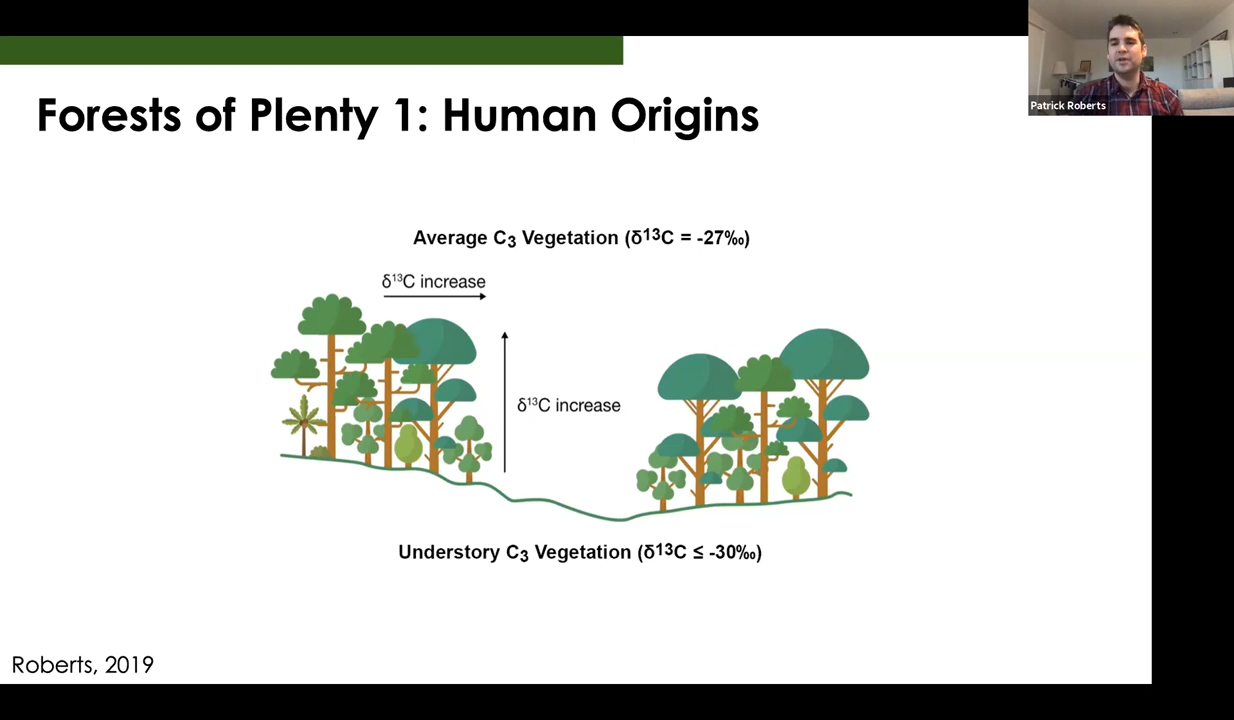 Patrick Roberts
Forests of Plenty 1: Human Origins
Average C₃ Vegetation (δ¹³C = -27‰)
δ¹³C increase
δ¹³C increase
Understory C₃ Vegetation (δ¹³C ≤ -30‰)
Roberts, 2019